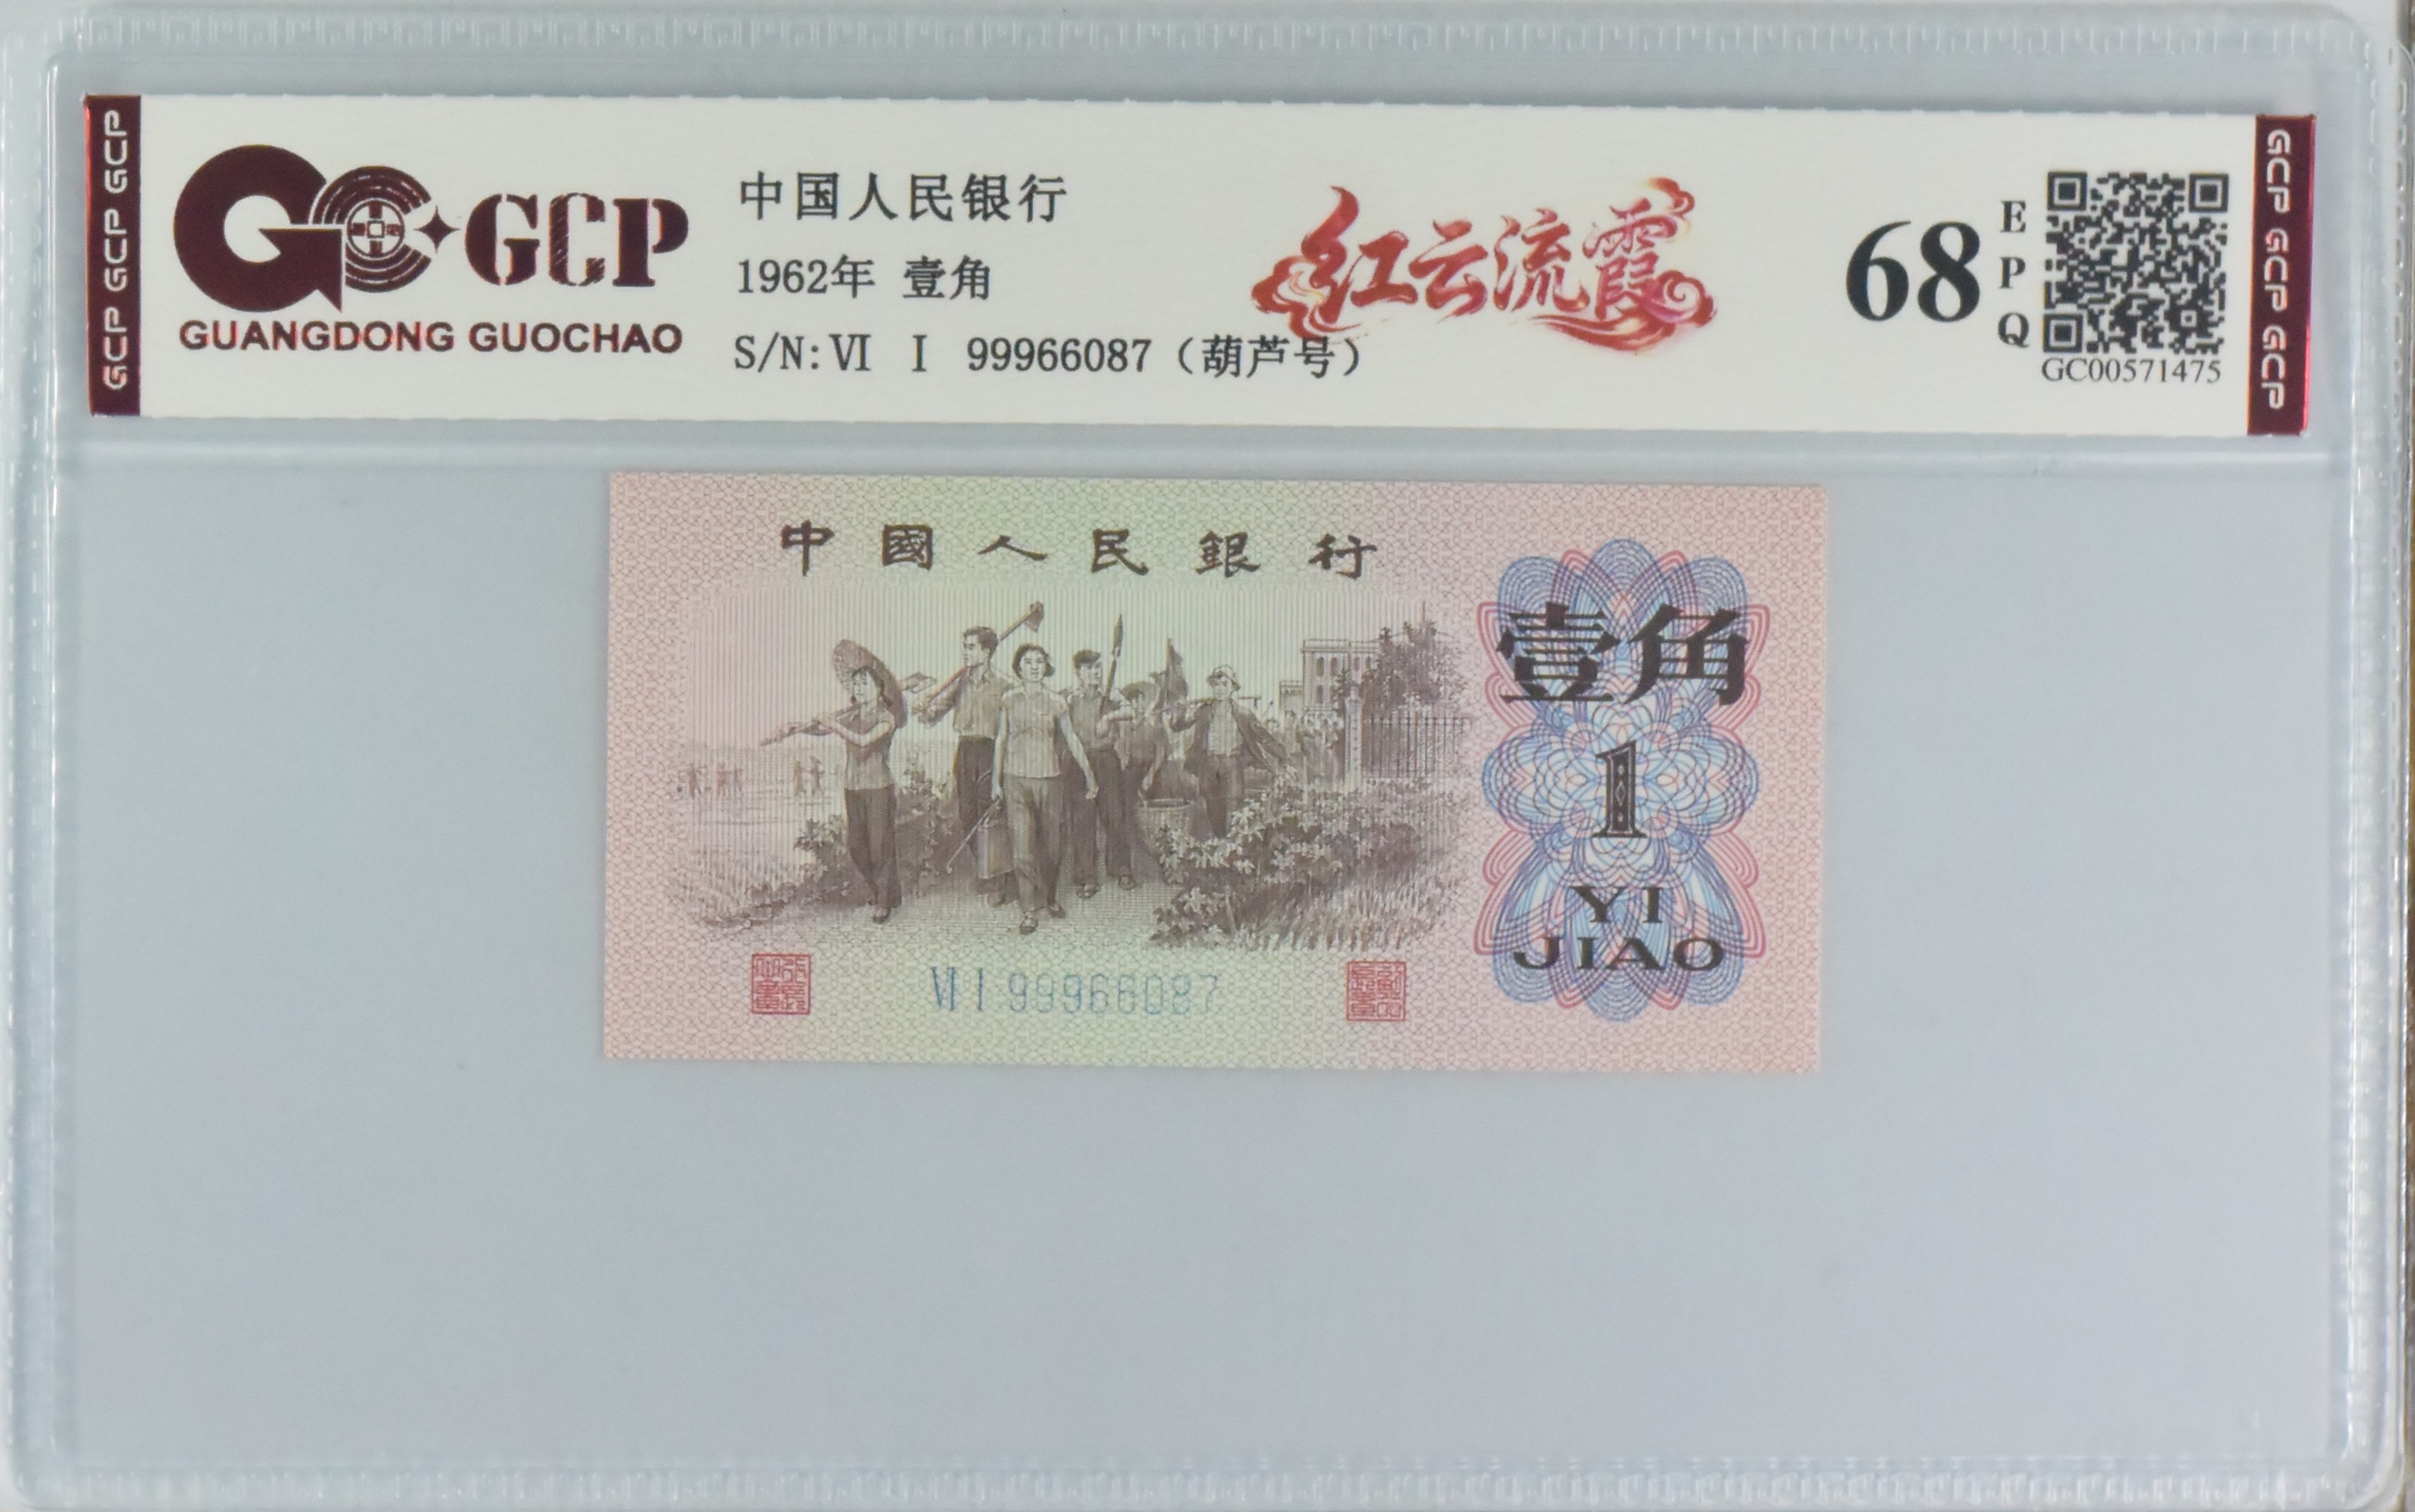 GCP GCP GCP
GCP
GUANGDONG GUOCHAO
中国人民银行
1962年 壹角
S/N: VI I 99966087（葫芦号）
红云流霞
68
EPQ
GC00571475
GCP GCP GCP
中國人民銀行
壹角
1
YI
JIAO
VI I 99966087